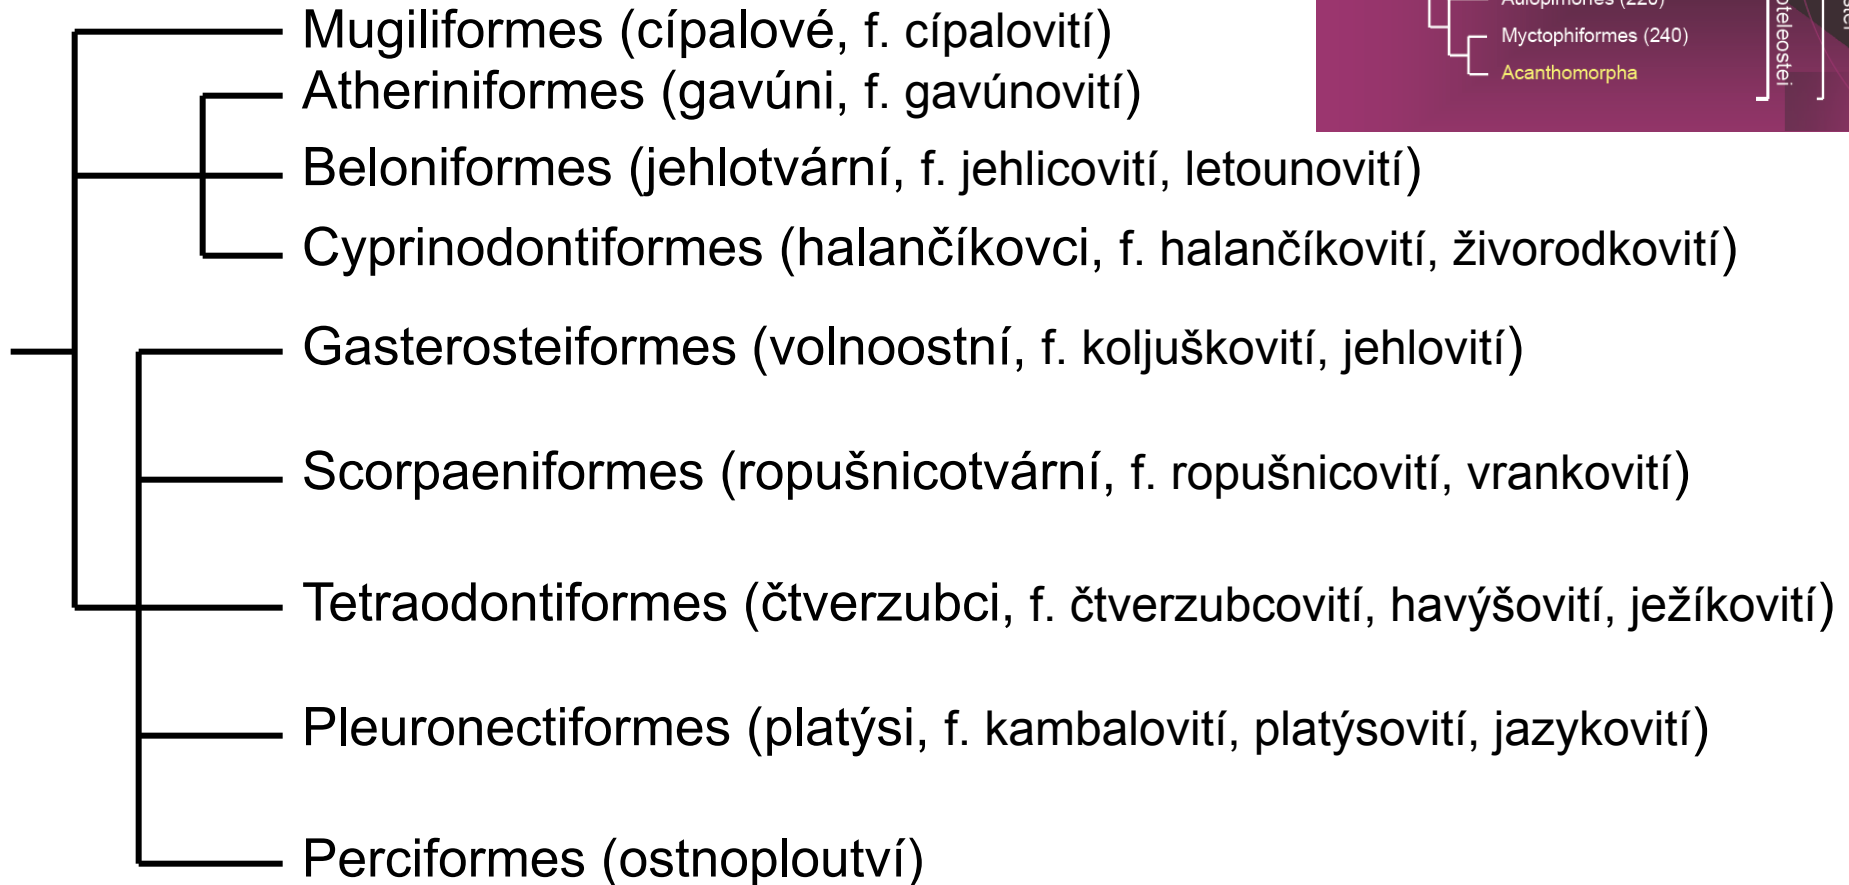 Mugiliformes (cípalové, f. cípalovití)
Atheriniformes (gavúni, f. gavúnovití)
Beloniformes (jehlotvární, f. jehlicovití, letounovití)
Cyprinodontiformes (halančíkovci, f. halančíkovití, živorodkovití)
Gasterosteiformes (volnoostní, f. koljuškovití, jehlovití)
Scorpaeniformes (ropušnicotvární, f. ropušnicovití, vrankovití)
Tetraodontiformes (čtverzubci, f. čtverzubcovití, havýšovití, ježíkovití)
Pleuronectiformes (platýsi, f. kambalovití, platýsovití, jazykovití)
Perciformes (ostnoploutví)
Myctophiformes (240)
Acanthomorpha